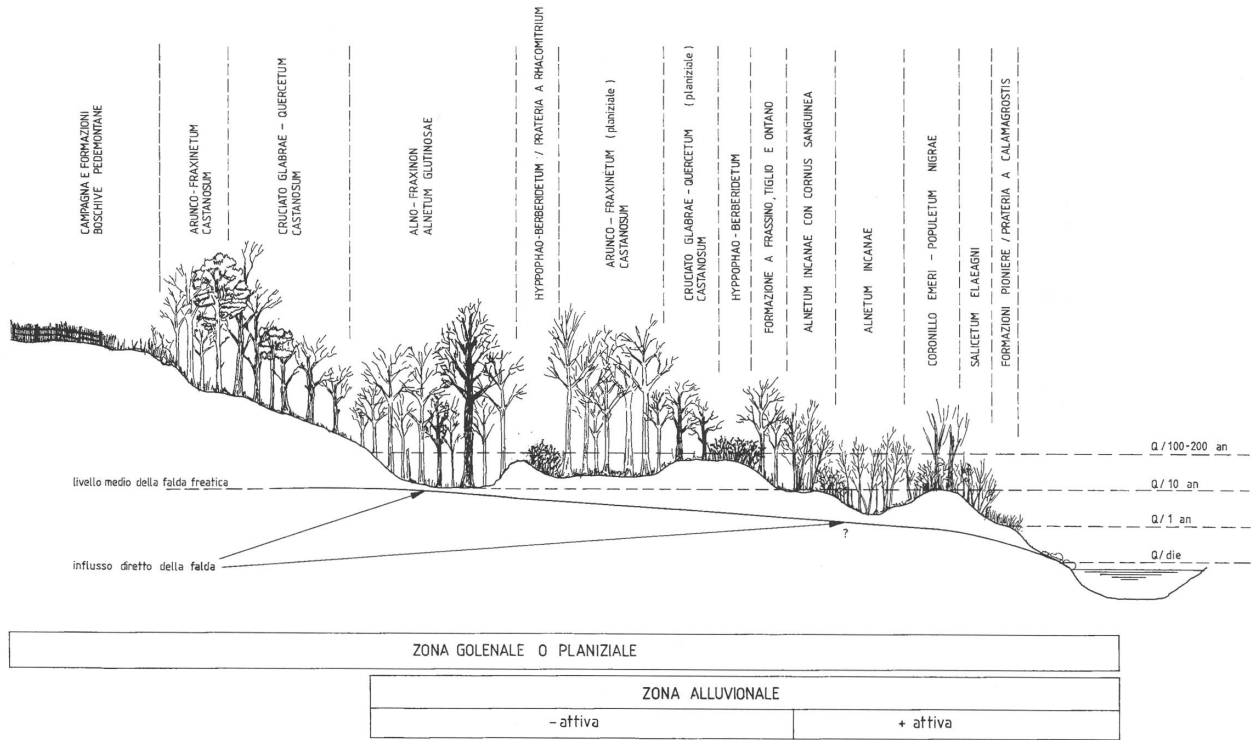 CAMPAGNA E FORMAZIONI
BOSCHIVE PEDEMONTANE
ARUNCO-FRAXINETUM
CASTANOSUM
CRUCIATO GLABRAE - QUERCETUM
CASTANOSUM
ALNO-FRAXINON
ALNETUM GLUTINOSAE
HYPPOPHAO-BERBERIDETUM / PRATERIA A RHACOMITRIUM
ARUNCO-FRAXINETUM (planiziale)
CASTANOSUM
CRUCIATO GLABRAE-QUERCETUM (planiziale)
CASTANOSUM
HYPPOPHAO-BERBERIDETUM
FORMAZIONE A FRASSINO, TIGLIO E ONTANO
ALNETUM INCANAE CON CORNUS SANGUINEA
ALNETUM INCANAE
CORONILLO EMERI - POPULETUM NIGRAE
SALICETUM ELAEAGNI
FORMAZIONI PIONIERE / PRATERIA A CALAMAGROSTIS
Q/100-200 an
livello medio della falda freatica
Q/10 an
Q/1 an
?
Q/die
influsso diretto della falda
ZONA GOLENALE O PLANIZIALE
ZONA ALLUVIONALE
- attiva
+ attiva